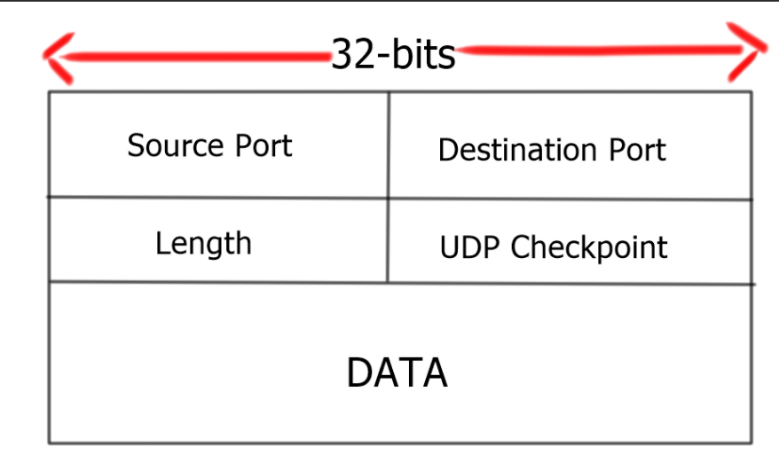 32-bits
Source Port
Destination Port
Length
UDP Checkpoint
DATA